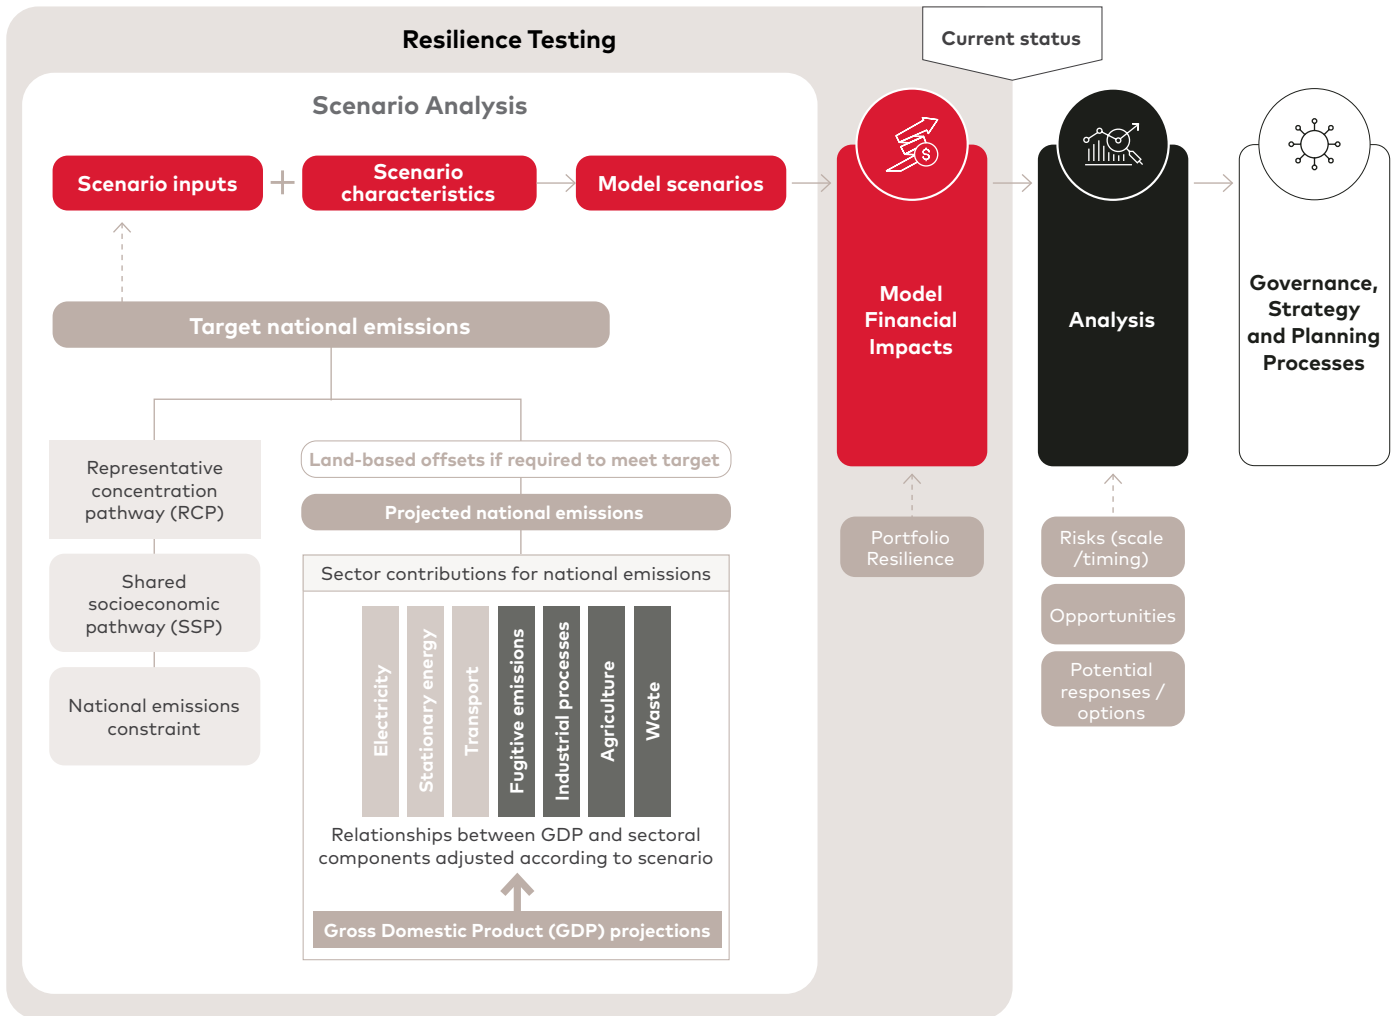 Resilience Testing
Current status
Scenario Analysis
Scenario inputs
Scenario
characteristics
Model scenarios
Model
Financial
Impacts
Analysis
Governance,
Strategy
and Planning
Processes
Target national emissions
Representative
concentration
pathway (RCP)
Shared
socioeconomic
pathway (SSP)
National emissions
constraint
Land-based offsets if required to meet target
Projected national emissions
Sector contributions for national emissions
Electricity
Stationary energy
Transport
Fugitive emissions
Industrial processes
Agriculture
Waste
Relationships between GDP and sectoral
components adjusted according to scenario
Gross Domestic Product (GDP) projections
Portfolio
Resilience
Risks (scale
/timing)
Opportunities
Potential
responses /
options
$